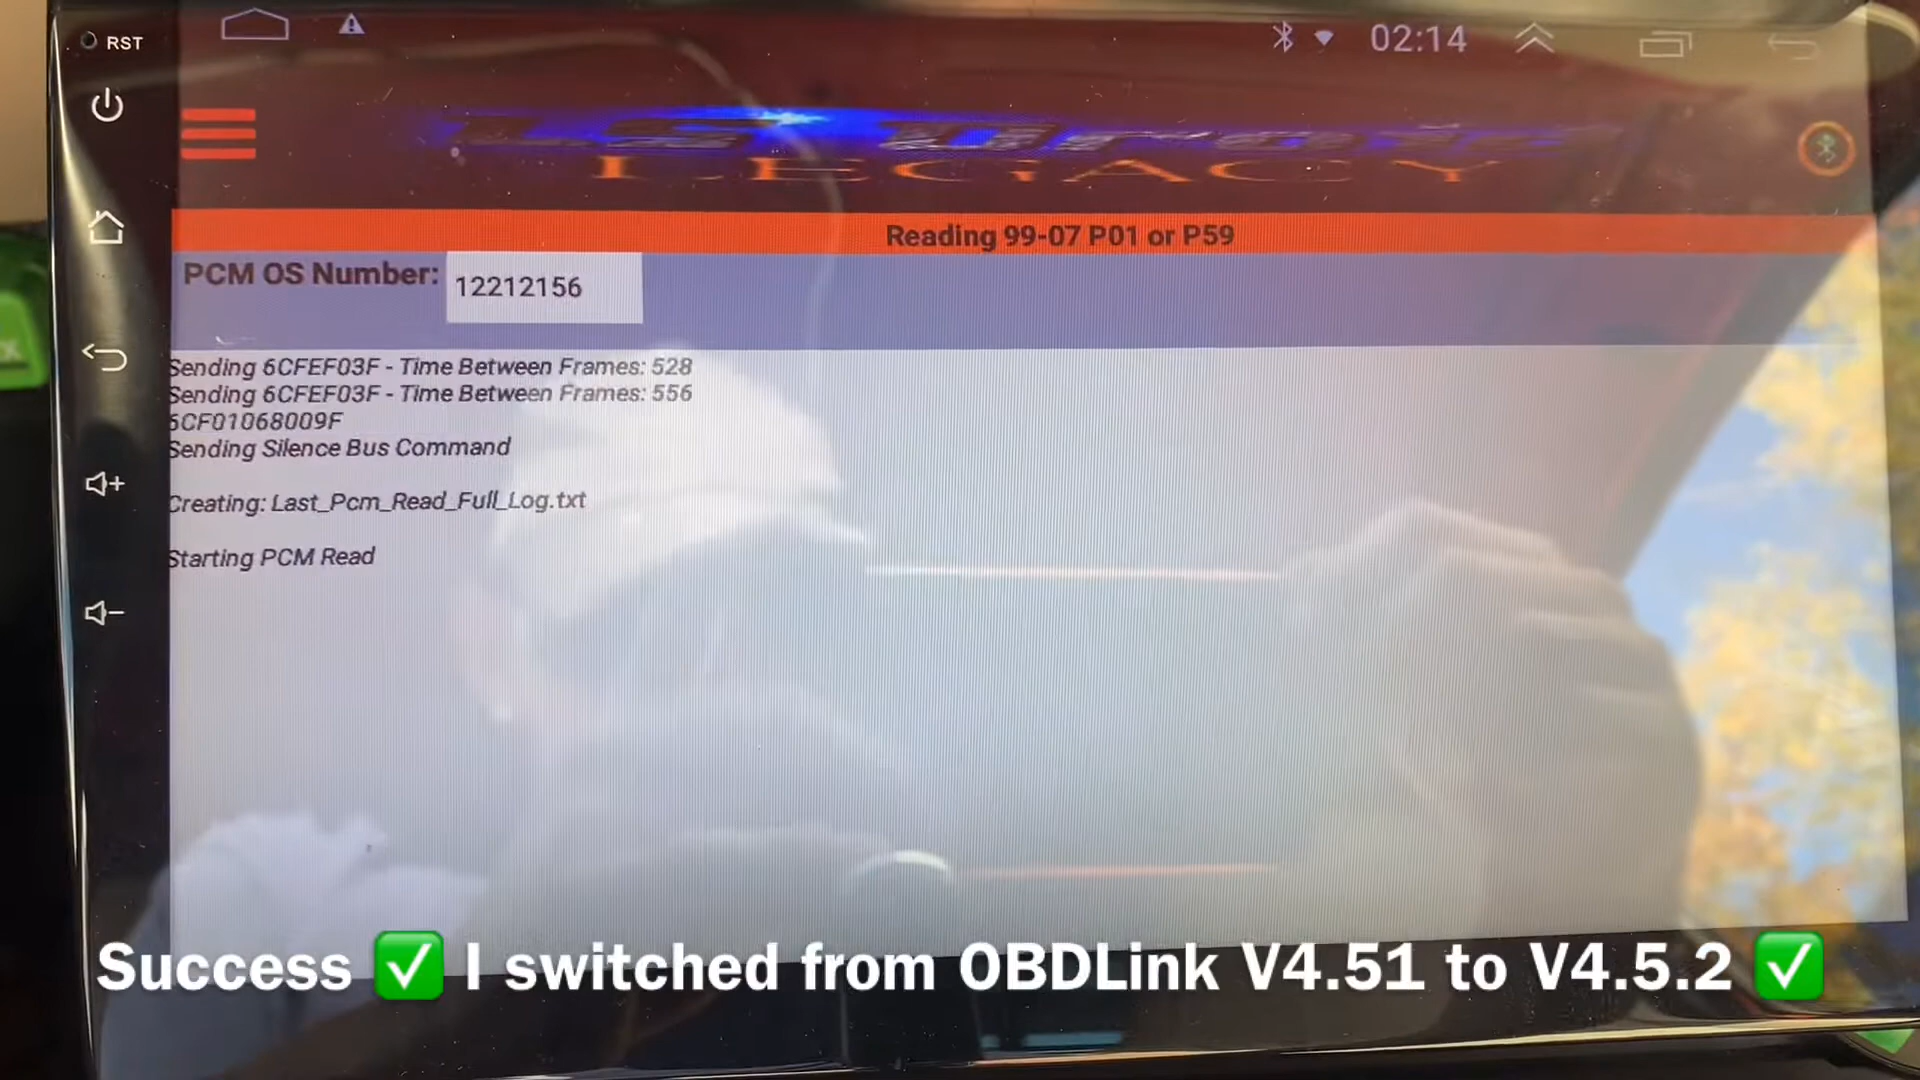 RST
02:14
LS Droid
LEGACY
Reading 99-07 P01 or P59
PCM OS Number: 12212156
Sending 6CFEF03F - Time Between Frames: 528
Sending 6CFEF03F - Time Between Frames: 556
6CF01068009F
Sending Silence Bus Command
Creating: Last_Pcm_Read_Full_Log.txt
Starting PCM Read
Success ✅ I switched from OBDLink V4.51 to V4.5.2 ✅